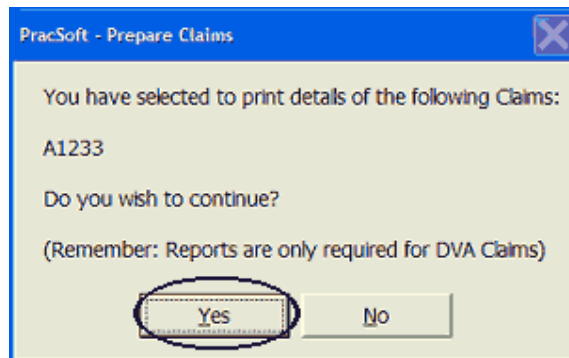 PracSoft - Prepare Claims
You have selected to print details of the following Claims:
A1233
Do you wish to continue?
(Remember: Reports are only required for DVA Claims)
Yes No